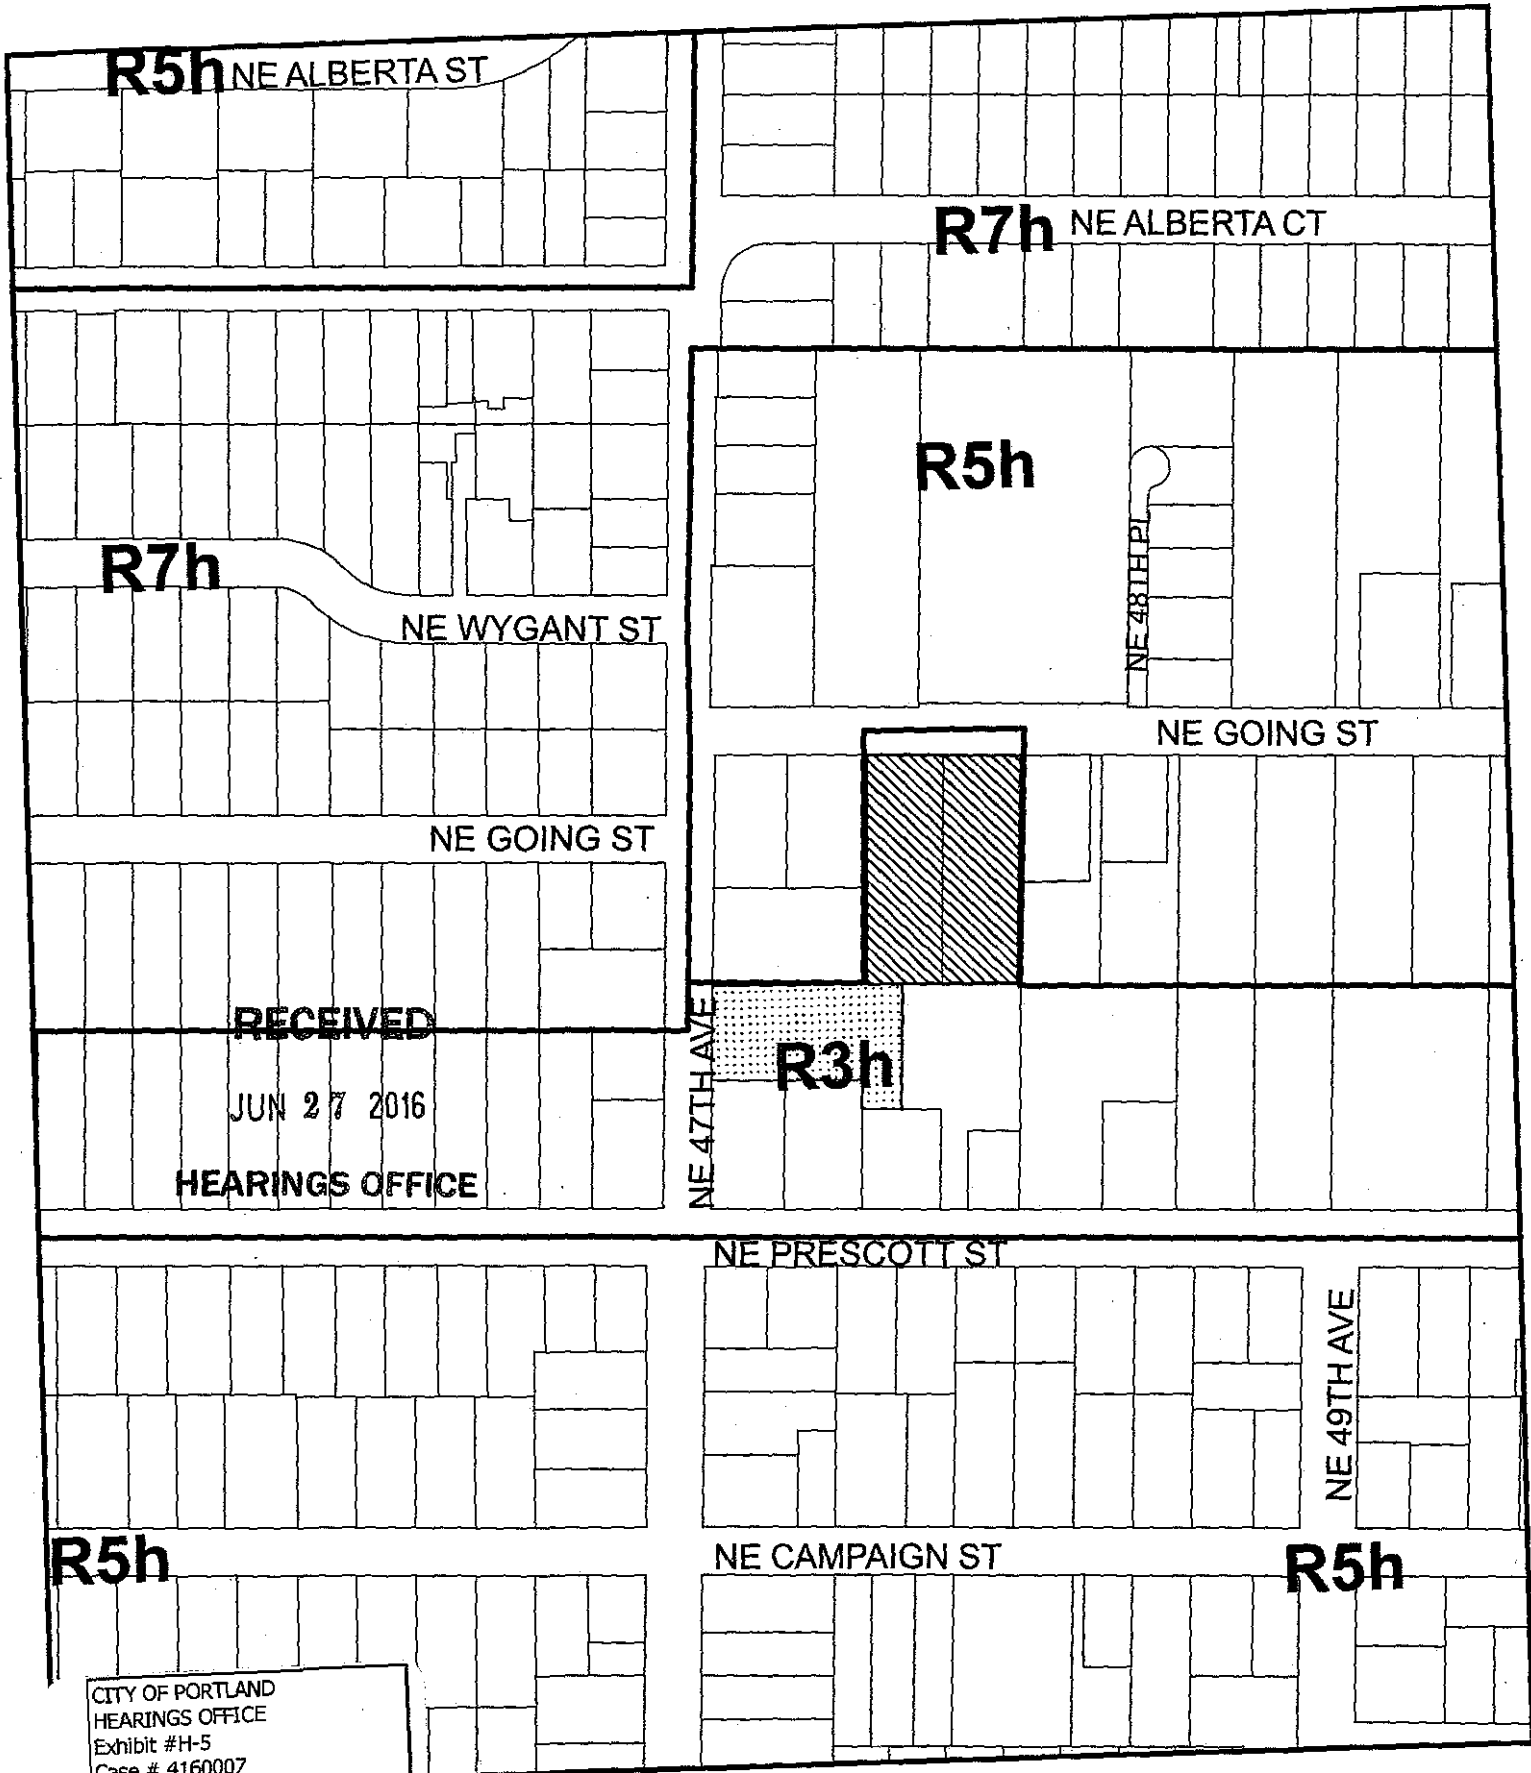 R5h NE ALBERTA ST
R7h NE ALBERTA CT
R5h
R7h
NE 48TH PL
NE WYGANT ST
NE GOING ST
NE GOING ST
RECEIVED
NE 47TH AVE
R3h
JUN 27 2016
HEARINGS OFFICE
NE PRESCOTT ST
NE 49TH AVE
R5h
NE CAMPAIGN ST
R5h
CITY OF PORTLAND
HEARINGS OFFICE
Exhibit #H-5
Case # 4160007